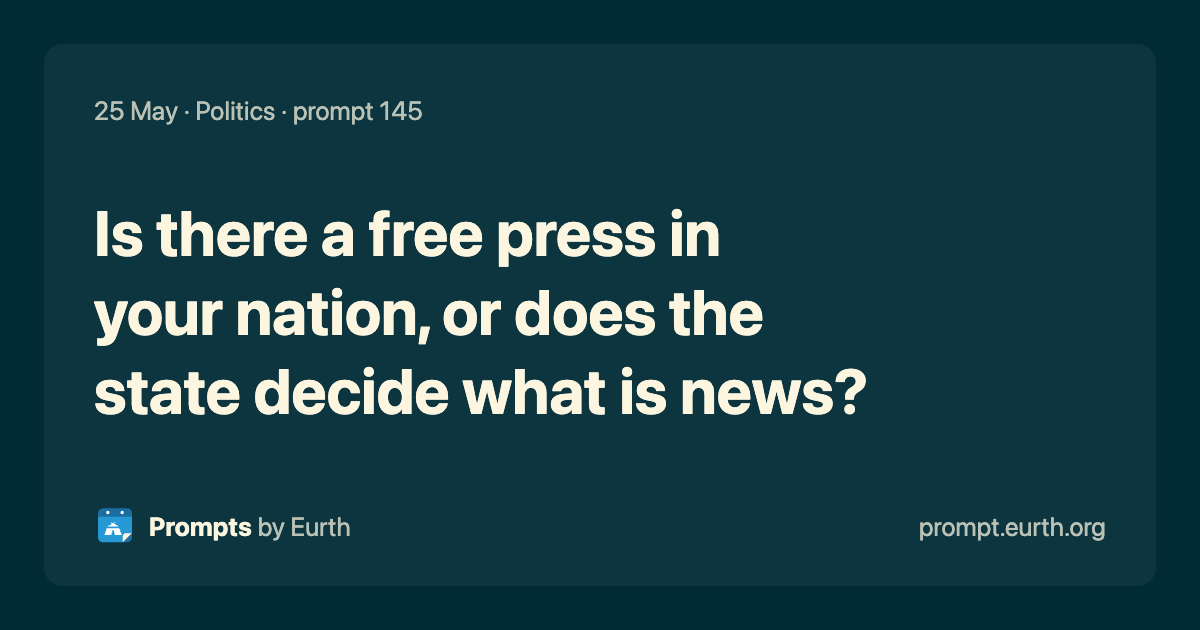 25 May · Politics · prompt 145
Is there a free press in
your nation, or does the
state decide what is news?
Prompts by Eurth
prompt.eurth.org